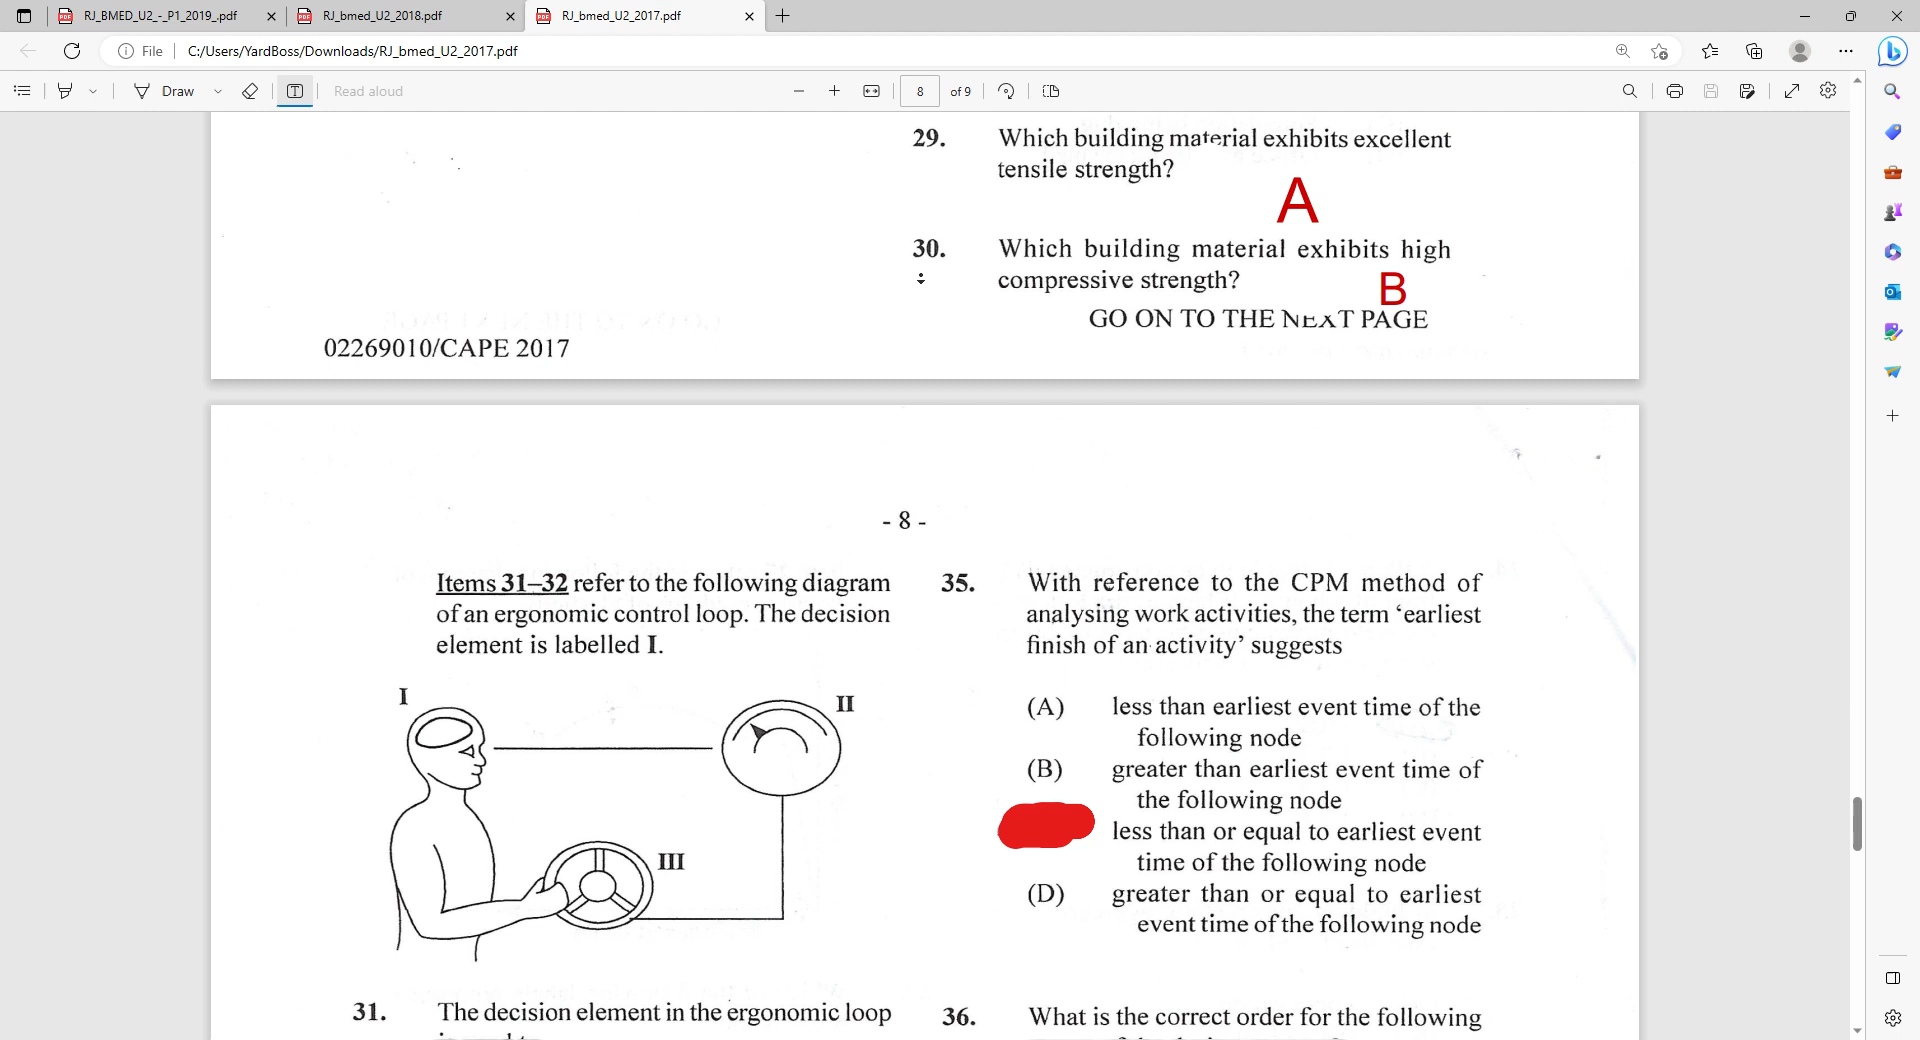 RJ_BMED_U2_-_P1_2019_.pdf
RJ_bmed_U2_2018.pdf
RJ_bmed_U2_2017.pdf
File
C:/Users/YardBoss/Downloads/RJ_bmed_U2_2017.pdf
Draw
Read aloud
8
of 9
29. Which building material exhibits excellent
tensile strength?
A
30. Which building material exhibits high
compressive strength?
B
GO ON TO THE NEXT PAGE
02269010/CAPE 2017
- 8 -
Items 31–32 refer to the following diagram
of an ergonomic control loop. The decision
element is labelled I.
I
II
III
31. The decision element in the ergonomic loop
35. With reference to the CPM method of
analysing work activities, the term ‘earliest
finish of an activity’ suggests
(A) less than earliest event time of the
following node
(B) greater than earliest event time of
the following node
less than or equal to earliest event
time of the following node
(D) greater than or equal to earliest
event time of the following node
36. What is the correct order for the following